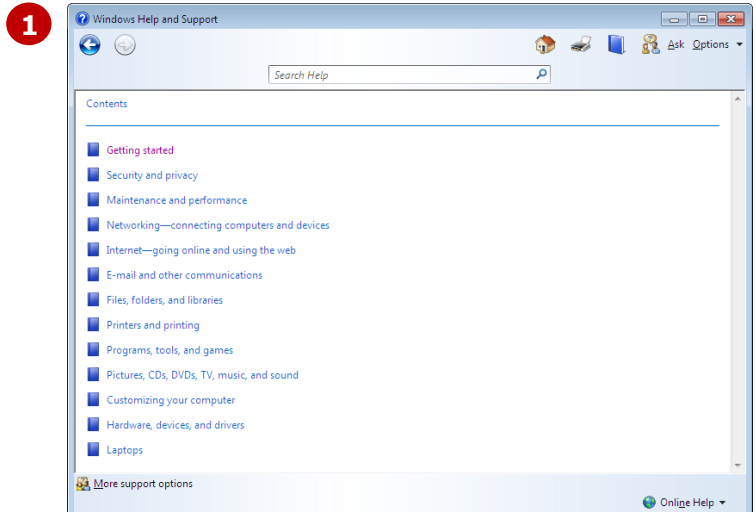 1
Windows Help and Support
Ask Options
Search Help
Contents
Getting started
Security and privacy
Maintenance and performance
Networking—connecting computers and devices
Internet—going online and using the web
E-mail and other communications
Files, folders, and libraries
Printers and printing
Programs, tools, and games
Pictures, CDs, DVDs, TV, music, and sound
Customizing your computer
Hardware, devices, and drivers
Laptops
More support options
Online Help